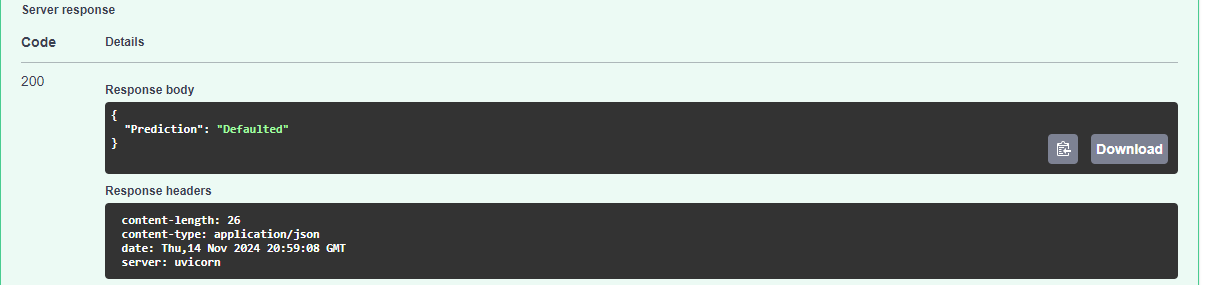 Server response
Code Details
200
Response body
{
  "Prediction": "Defaulted"
}
Download
Response headers
content-length: 26
content-type: application/json
date: Thu,14 Nov 2024 20:59:08 GMT
server: uvicorn